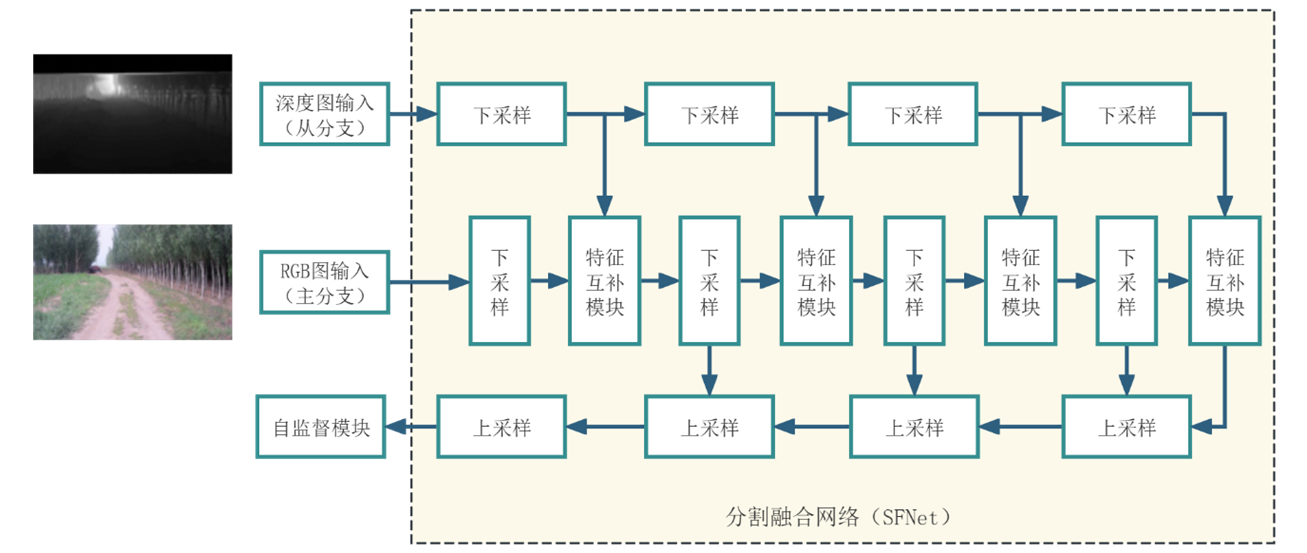 深度图输入
（从分支）
下采样
下采样
下采样
下采样
RGB图输入
（主分支）
下
采
样
特征
互补
模块
下
采
样
特征
互补
模块
下
采
样
特征
互补
模块
下
采
样
特征
互补
模块
自监督模块
上采样
上采样
上采样
上采样
分割融合网络（SFNet）